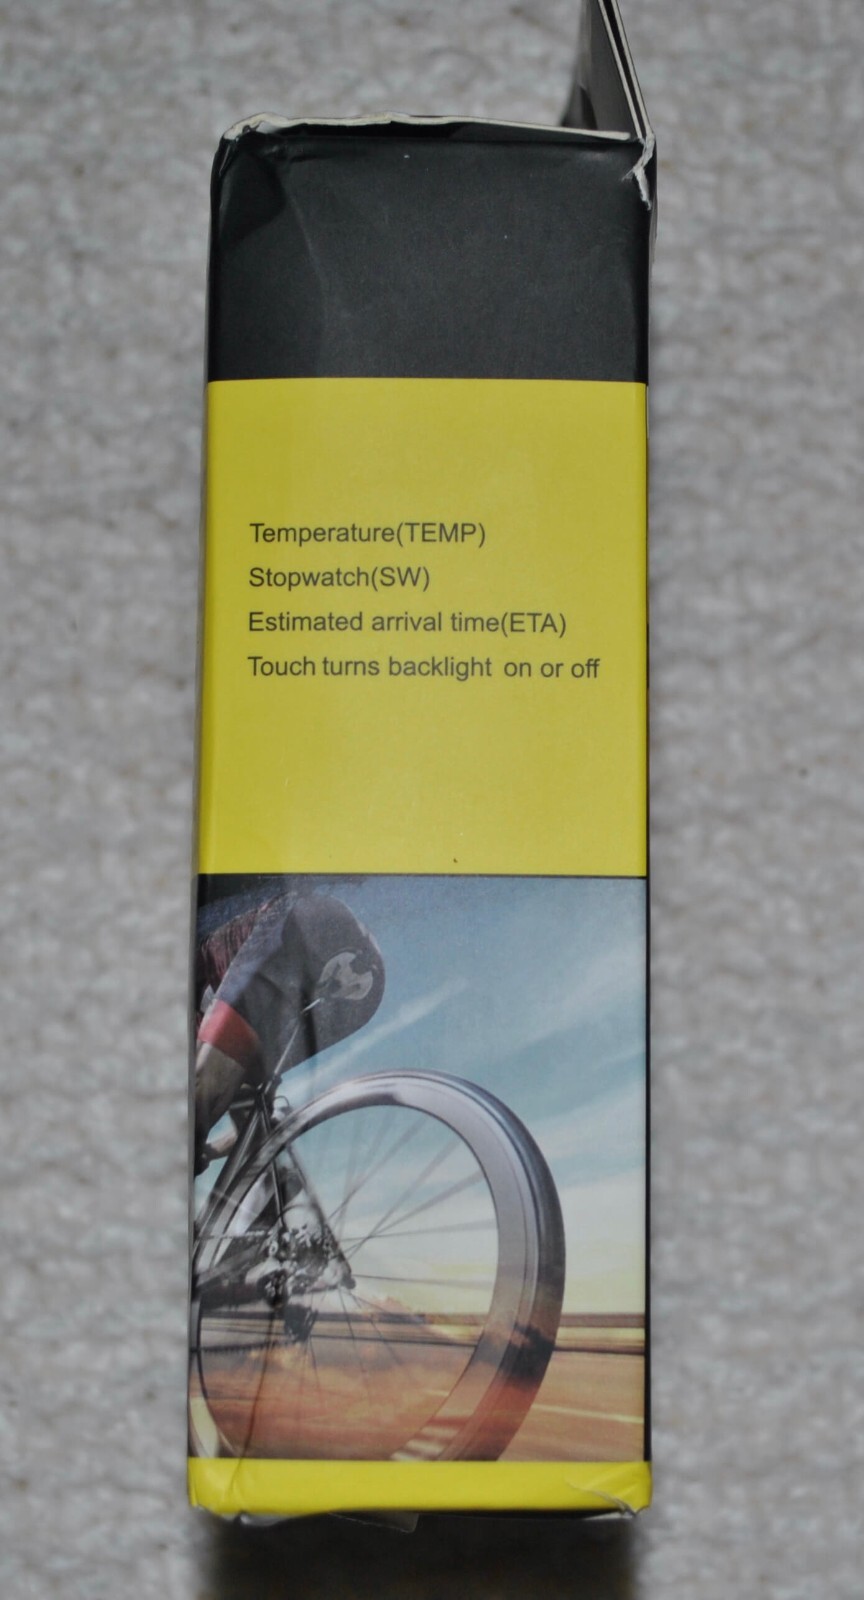 Temperature(TEMP)
Stopwatch(SW)
Estimated arrival time(ETA)
Touch turns backlight on or off